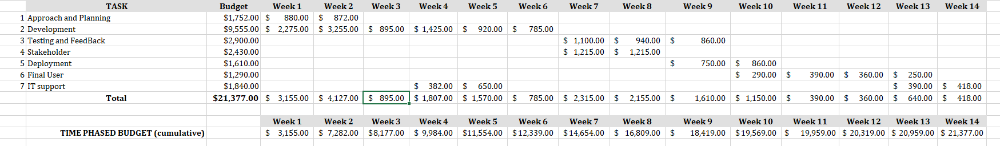 TASK Budget Week 1 Week 2 Week 3 Week 4 Week 5 Week 6 Week 7 Week 8 Week 9 Week 10 Week 11 Week 12 Week 13 Week 14
1 Approach and Planning $1,752.00 $ 880.00 $ 872.00
2 Development $9,555.00 $ 2,275.00 $ 3,255.00 $ 895.00 $ 1,425.00 $ 920.00 $ 785.00
3 Testing and FeedBack $2,900.00 $ 1,100.00 $ 940.00 $ 860.00
4 Stakeholder $2,430.00 $ 1,215.00 $ 1,215.00
5 Deployment $1,610.00 $ 750.00 $ 860.00
6 Final User $1,290.00 $ 290.00 $ 390.00 $ 360.00 $ 250.00
7 IT support $1,840.00 $ 382.00 $ 650.00 $ 390.00 $ 418.00
Total $21,377.00 $ 3,155.00 $ 4,127.00 $ 895.00 $ 1,807.00 $ 1,570.00 $ 785.00 $ 2,315.00 $ 2,155.00 $ 1,610.00 $ 1,150.00 $ 390.00 $ 360.00 $ 640.00 $ 418.00
Week 1 Week 2 Week 3 Week 4 Week 5 Week 6 Week 7 Week 8 Week 9 Week 10 Week 11 Week 12 Week 13 Week 14
TIME PHASED BUDGET (cumulative) $ 3,155.00 $ 7,282.00 $8,177.00 $ 9,984.00 $11,554.00 $12,339.00 $14,654.00 $ 16,809.00 $ 18,419.00 $19,569.00 $ 19,959.00 $ 20,319.00 $ 20,959.00 $ 21,377.00